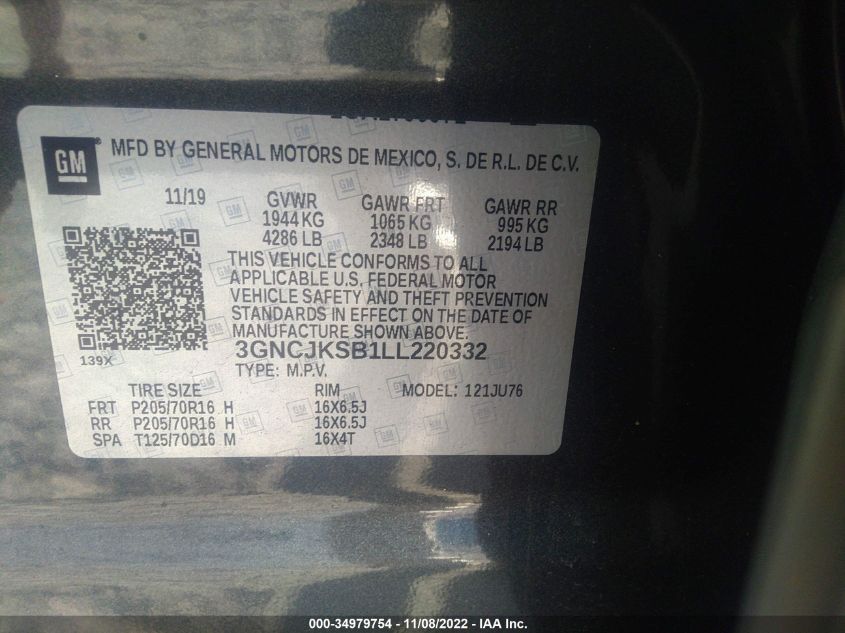 GM
MFD BY GENERAL MOTORS DE MEXICO, S. DE R.L. DE C.V.
11/19 GVWR GAWR FRT GAWR RR
1944 KG 1065 KG 995 KG
4286 LB 2348 LB 2194 LB
THIS VEHICLE CONFORMS TO ALL
APPLICABLE U.S. FEDERAL MOTOR
VEHICLE SAFETY AND THEFT PREVENTION
STANDARDS IN EFFECT ON THE DATE OF
MANUFACTURE SHOWN ABOVE.
139X 3GNCJKSB1LL220332
TYPE: M.P.V.
TIRE SIZE RIM MODEL: 121JU76
FRT P205/70R16 H 16X6.5J
RR P205/70R16 H 16X6.5J
SPA T125/70D16 M 16X4T
000-34979754 - 11/08/2022 - IAA Inc.